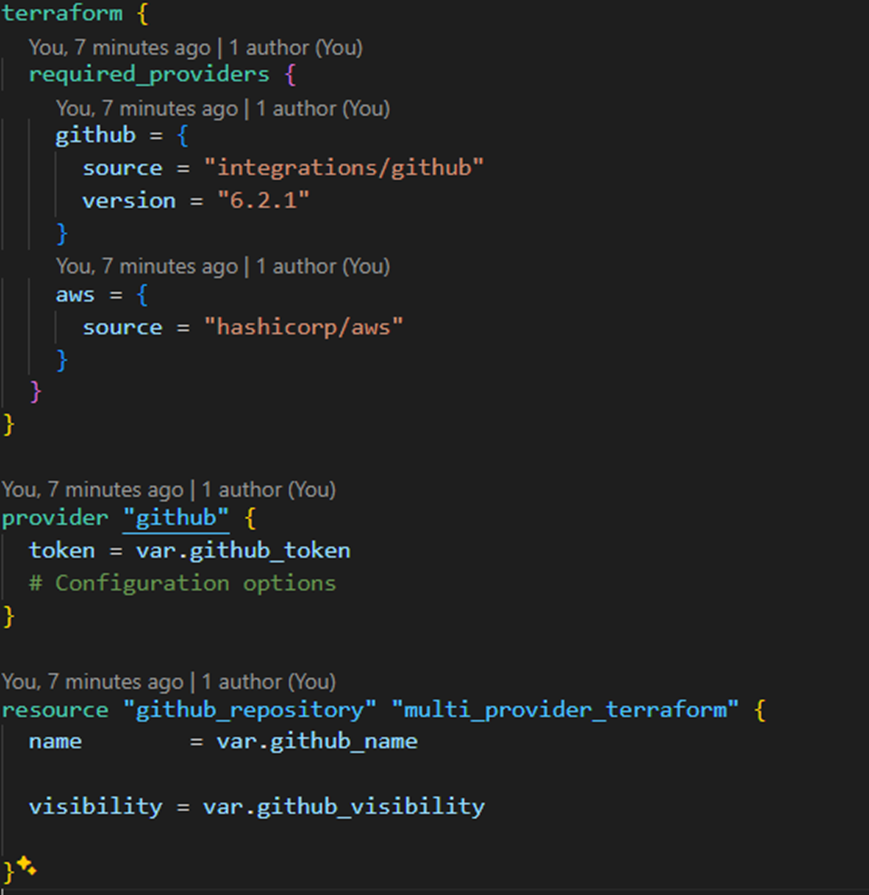 terraform {
You, 7 minutes ago | 1 author (You)
required_providers {
You, 7 minutes ago | 1 author (You)
github = {
source = "integrations/github"
version = "6.2.1"
}
You, 7 minutes ago | 1 author (You)
aws = {
source = "hashicorp/aws"
}
}
}
You, 7 minutes ago | 1 author (You)
provider "github" {
token = var.github_token
# Configuration options
}
You, 7 minutes ago | 1 author (You)
resource "github_repository" "multi_provider_terraform" {
name        = var.github_name
visibility = var.github_visibility
}